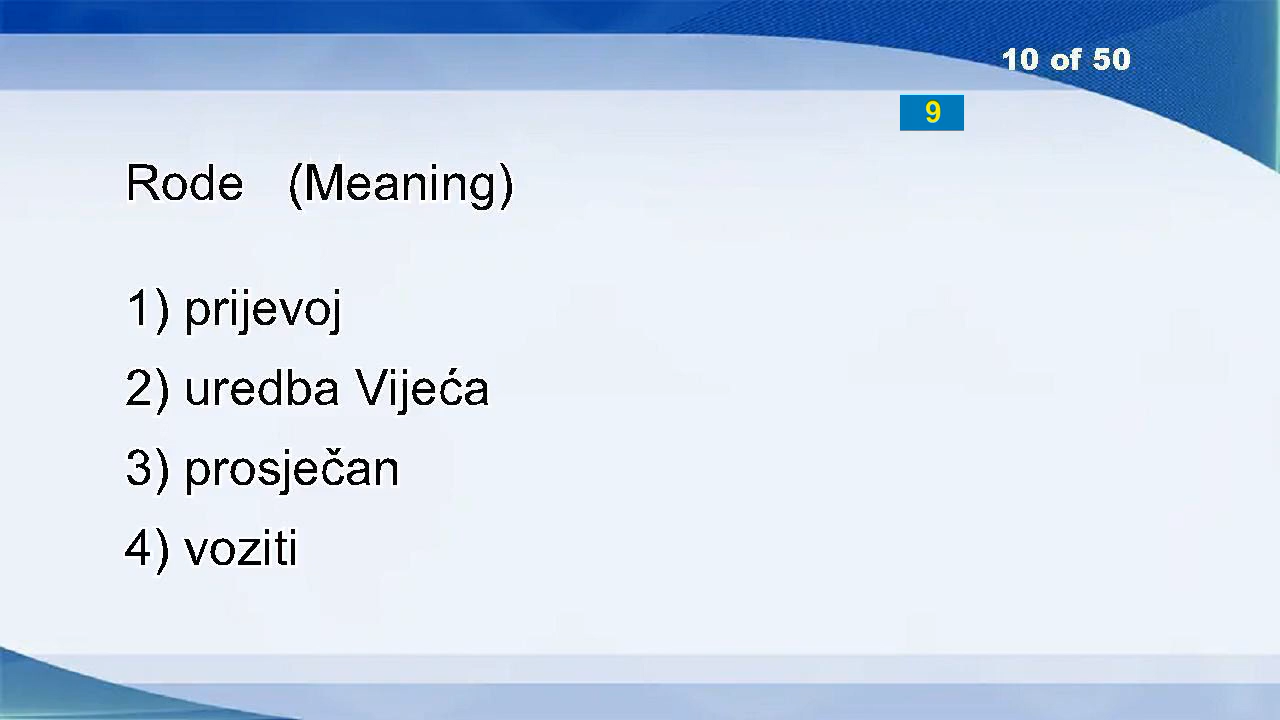 10 of 50
9
Rode (Meaning)
1) prijevoj
2) uredba Vijeća
3) prosječan
4) voziti